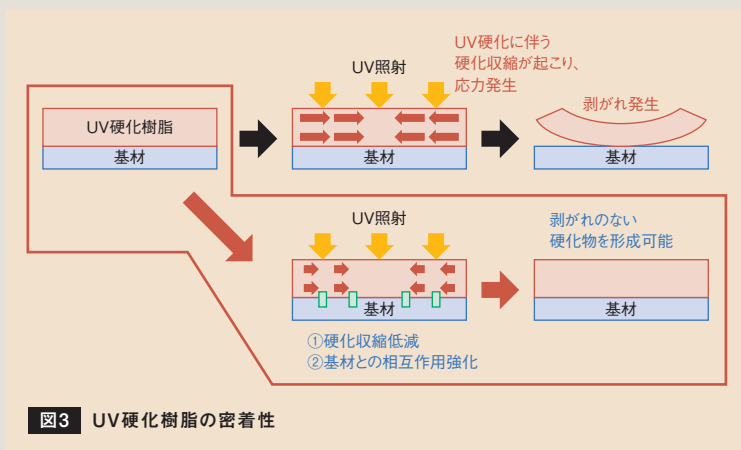 UV硬化に伴う
硬化収縮が起こり、
応力発生
UV照射
剥がれ発生
UV硬化樹脂
基材
基材
基材
UV照射
剥がれのない
硬化物を形成可能
基材
基材
①硬化収縮低減
②基材との相互作用強化
図3 UV硬化樹脂の密着性